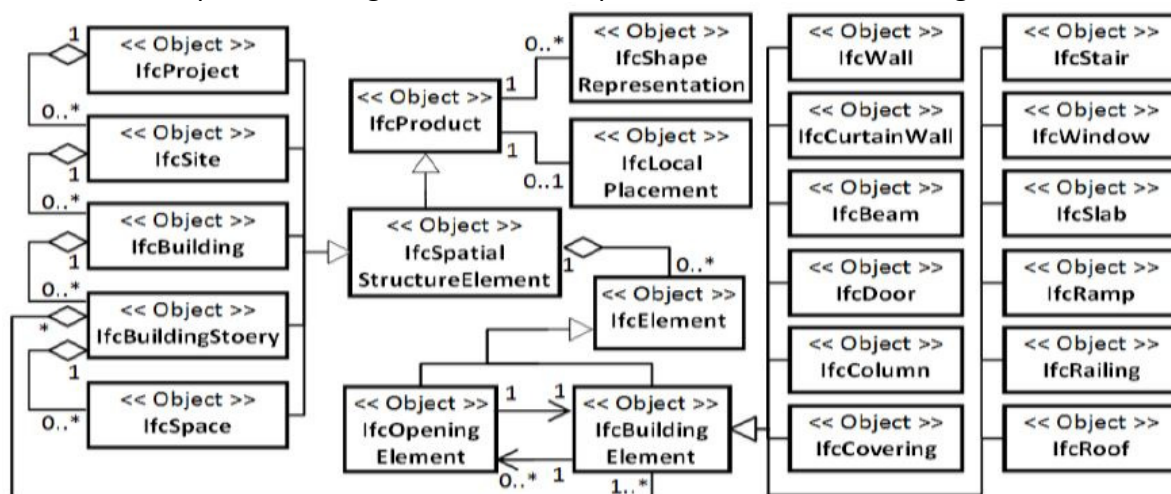 1
<< Object >>
IfcProject
0..*
<< Object >>
IfcSite
1
0..*
<< Object >>
IfcBuilding
1
0..*
*
<< Object >>
IfcBuildingStoery
1
0..*
<< Object >>
IfcSpace
<< Object >>
IfcProduct
1
0..*
<< Object >>
IfcShape
Representation
1
0..1
<< Object >>
IfcLocal
Placement
<< Object >>
IfcSpatial
StructureElement
1
0..*
<< Object >>
IfcElement
<< Object >>
IfcOpening
Element
1
1
0..*
1
<< Object >>
IfcBuilding
Element
1..*
<< Object >>
IfcWall
<< Object >>
IfcCurtainWall
<< Object >>
IfcBeam
<< Object >>
IfcDoor
<< Object >>
IfcColumn
<< Object >>
IfcCovering
<< Object >>
IfcStair
<< Object >>
IfcWindow
<< Object >>
IfcSlab
<< Object >>
IfcRamp
<< Object >>
IfcRailing
<< Object >>
IfcRoof